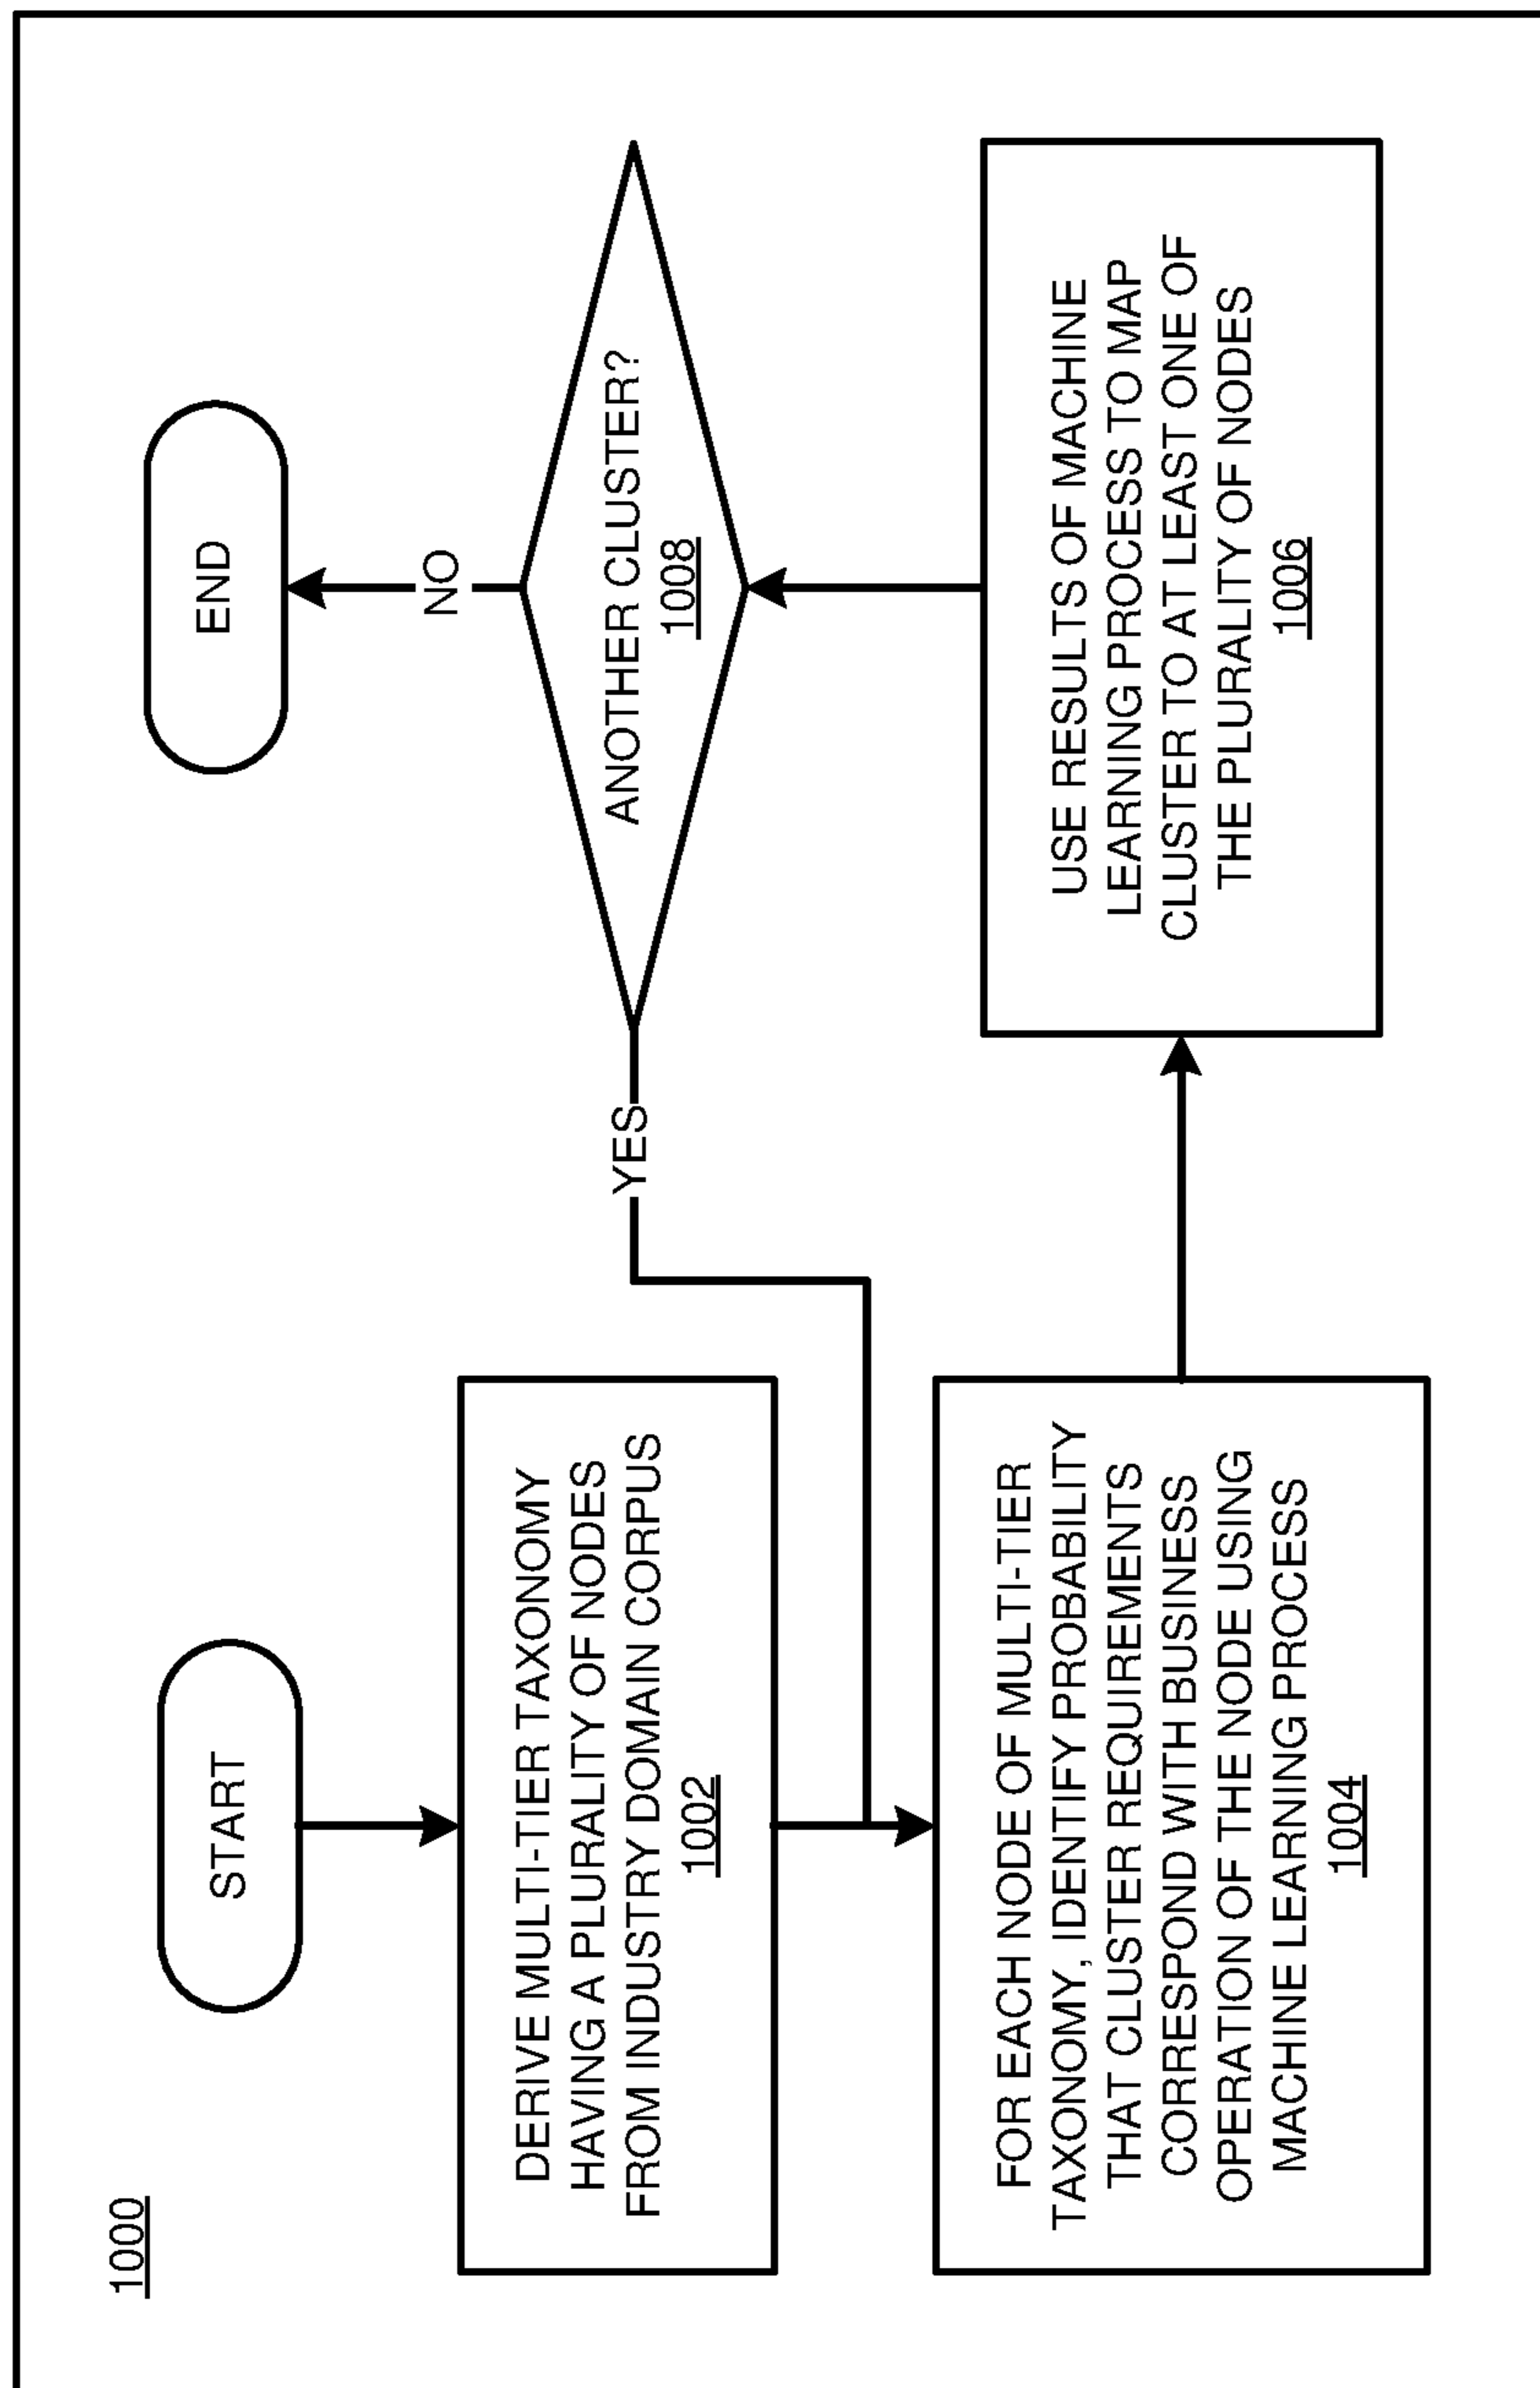 1000
START
DERIVE MULTI-TIER TAXONOMY
HAVING A PLURALITY OF NODES
FROM INDUSTRY DOMAIN CORPUS
1002
FOR EACH NODE OF MULTI-TIER
TAXONOMY, IDENTIFY PROBABILITY
THAT CLUSTER REQUIREMENTS
CORRESPOND WITH BUSINESS
OPERATION OF THE NODE USING
MACHINE LEARNING PROCESS
1004
USE RESULTS OF MACHINE
LEARNING PROCESS TO MAP
CLUSTER TO AT LEAST ONE OF
THE PLURALITY OF NODES
1006
ANOTHER CLUSTER?
1008
YES
NO
END